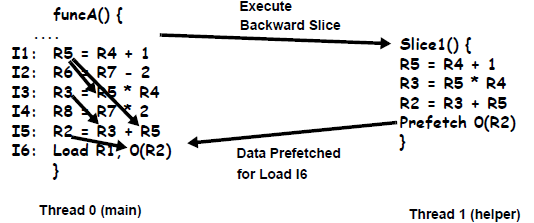 funcA() {
....
I1: R5 = R4 + 1
I2: R6 = R7 - 2
I3: R3 = R5 * R4
I4: R8 = R7 * 2
I5: R2 = R3 + R5
I6: Load R1, 0(R2)
}
Thread 0 (main)
Execute
Backward Slice
Data Prefetched
for Load I6
Slice1() {
R5 = R4 + 1
R3 = R5 * R4
R2 = R3 + R5
Prefetch 0(R2)
}
Thread 1 (helper)